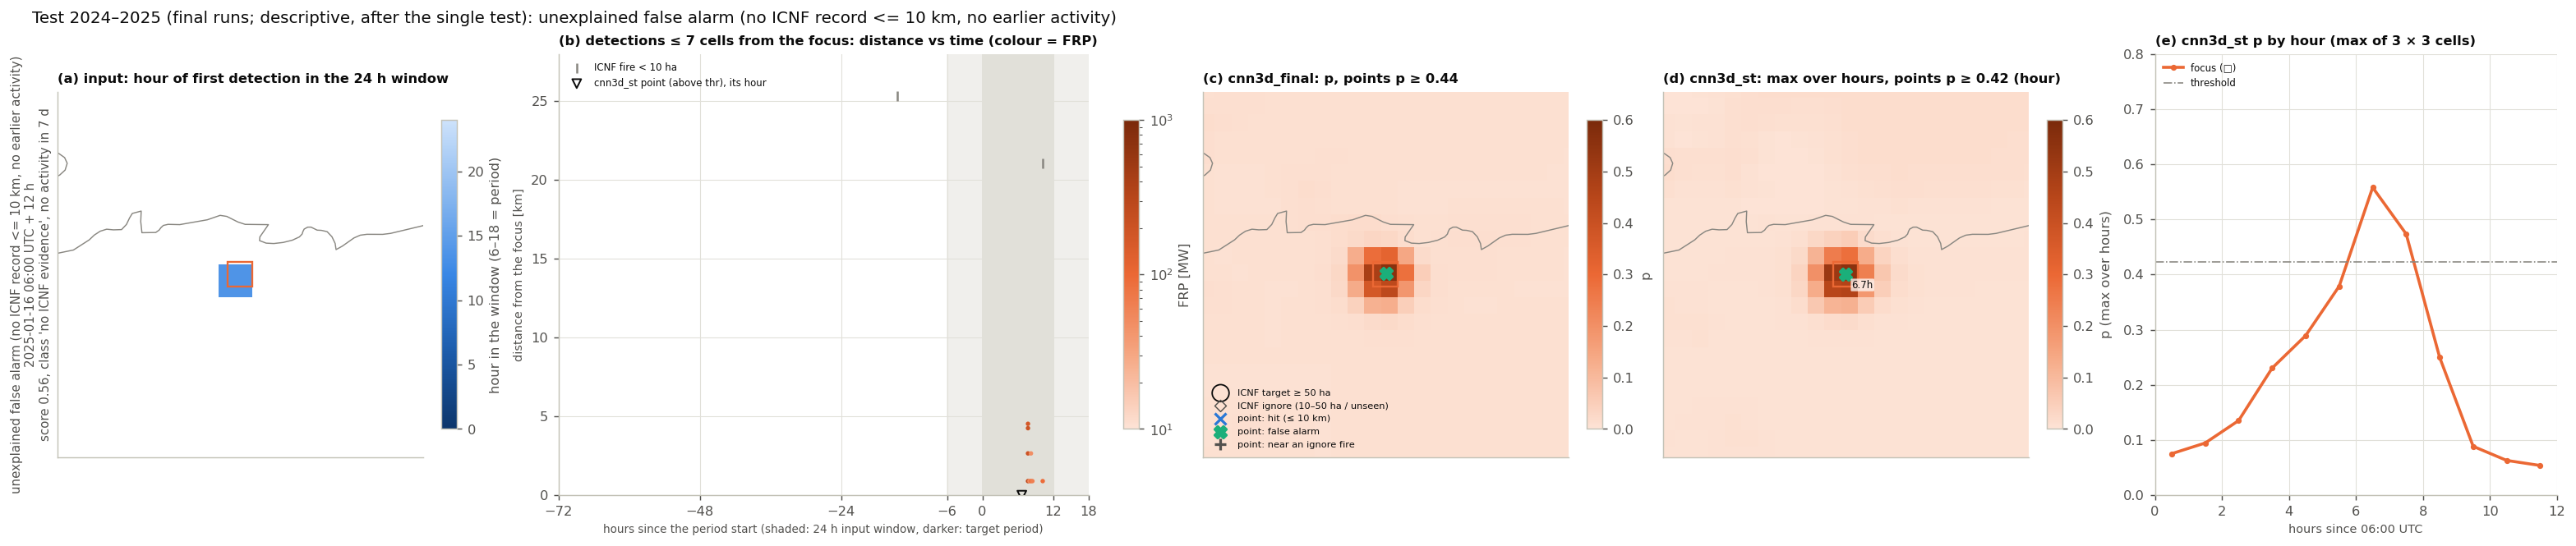 Test 2024–2025 (final runs; descriptive, after the single test): unexplained false alarm (no ICNF record <= 10 km, no earlier activity)
unexplained false alarm (no ICNF record <= 10 km, no earlier activity)
2025-01-16 06:00 UTC + 12 h
score 0.56, class 'no ICNF evidence', no activity in 7 d
(a) input: hour of first detection in the 24 h window
20
15
10
5
0
hour in the window (6–18 = period)
(b) detections ≤ 7 cells from the focus: distance vs time (colour = FRP)
ICNF fire < 10 ha
cnn3d_st point (above thr), its hour
distance from the focus [km]
25
20
15
10
5
0
−72
−48
−24
−6
0
12
18
hours since the period start (shaded: 24 h input window, darker: target period)
10³
10²
10¹
FRP [MW]
(c) cnn3d_final: p, points p ≥ 0.44
ICNF target ≥ 50 ha
ICNF ignore (10–50 ha / unseen)
point: hit (≤ 10 km)
point: false alarm
point: near an ignore fire
0.6
0.5
0.4
0.3
0.2
0.1
0.0
p
(d) cnn3d_st: max over hours, points p ≥ 0.42 (hour)
6.7h
0.6
0.5
0.4
0.3
0.2
0.1
0.0
p (max over hours)
(e) cnn3d_st p by hour (max of 3 × 3 cells)
focus (□)
threshold
0.8
0.7
0.6
0.5
0.4
0.3
0.2
0.1
0.0
0
2
4
6
8
10
12
hours since 06:00 UTC